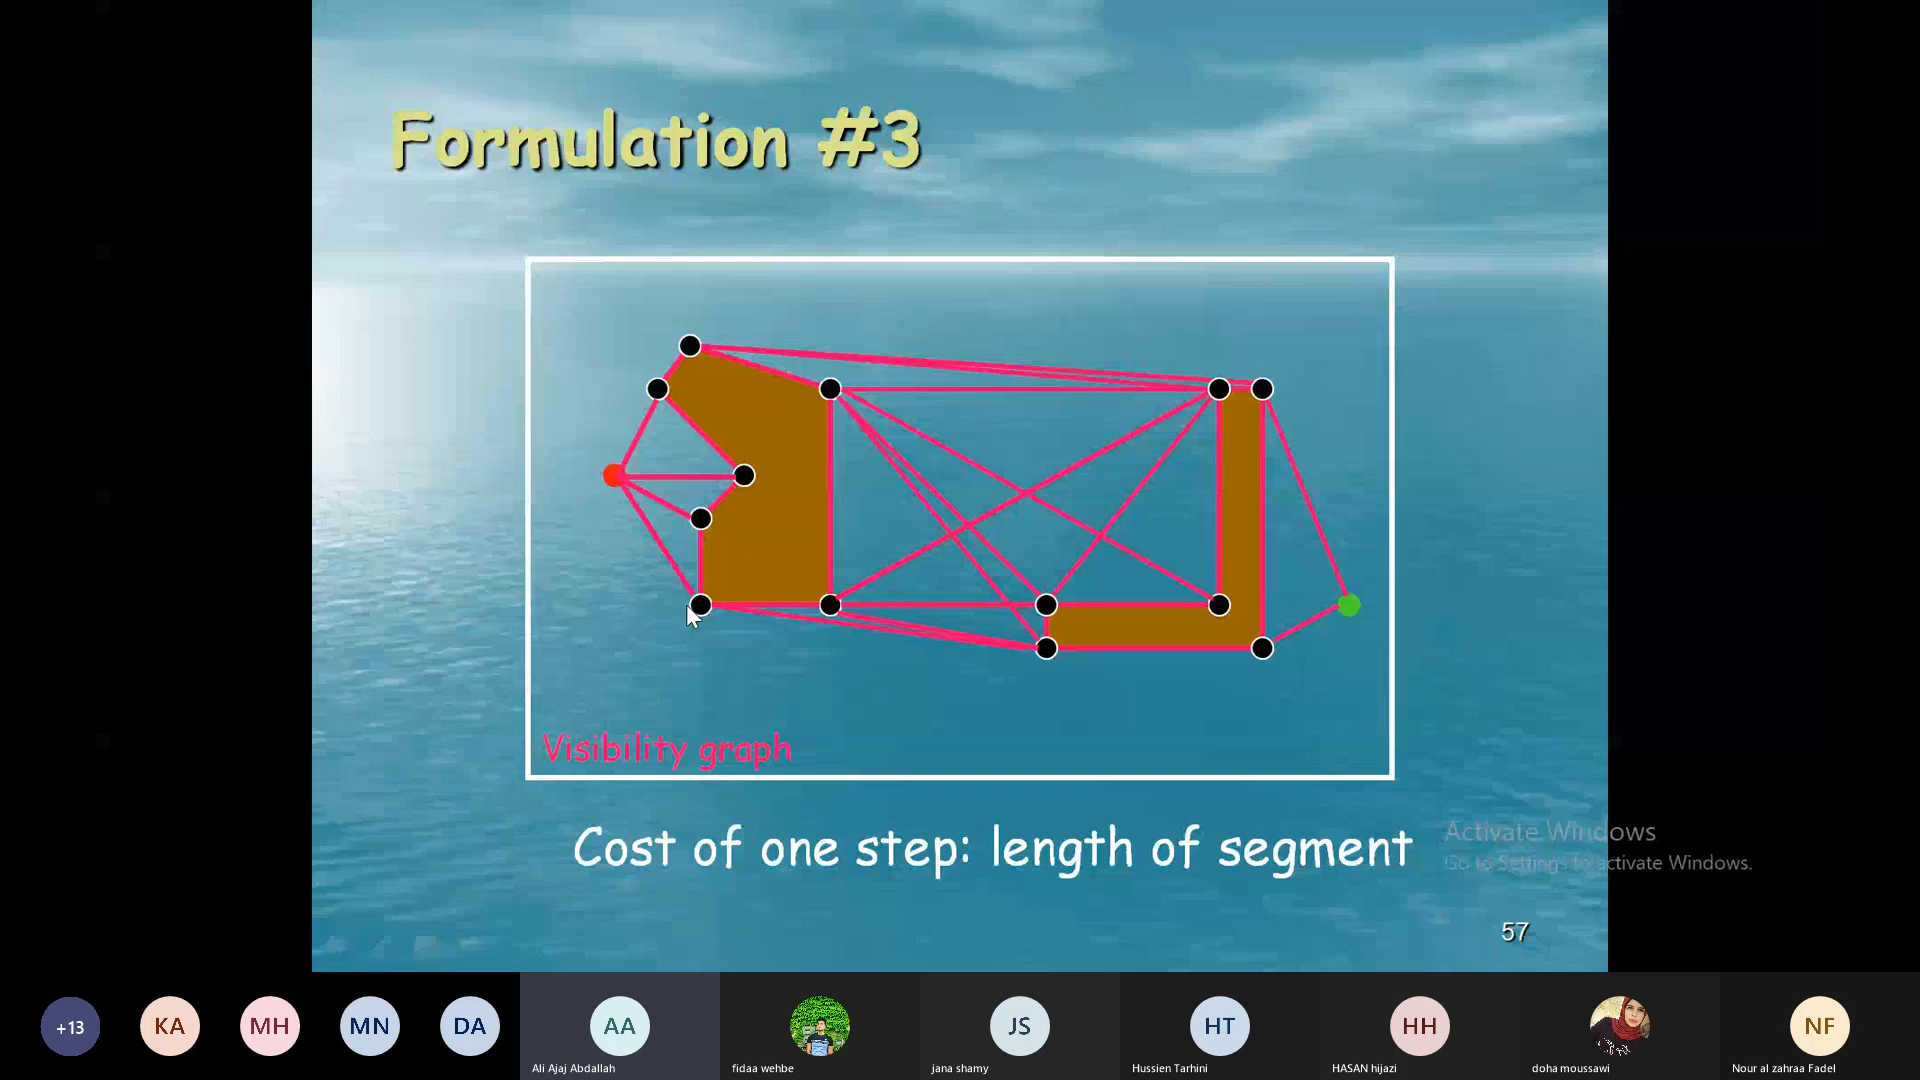 Formulation #3
Visibility graph
Cost of one step: length of segment
Activate Windows
Go to Settings to activate Windows.
57
+13
KA
MH
MN
DA
AA
JS
HT
HH
NF
Ali Ajaj Abdallah
fidaa wehbe
jana shamy
Hussien Tarhini
HASAN hijazi
doha moussawi
Nour al zahraa Fadel